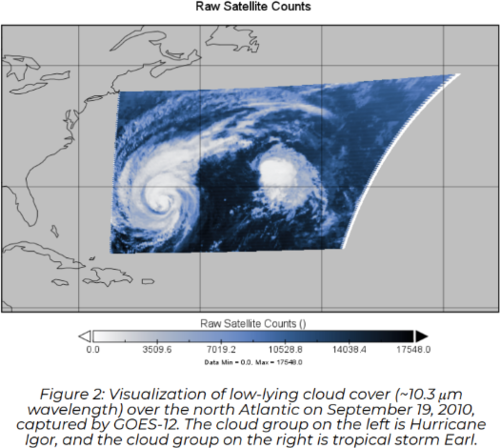 Raw Satellite Counts
Raw Satellite Counts ()
0.0 3509.6 7019.2 10528.8 14038.4 17548.0
Data Min = 0.0. Max = 17548.0
Figure 2: Visualization of low-lying cloud cover (~10.3 μm
wavelength) over the north Atlantic on September 19, 2010,
captured by GOES-12. The cloud group on the left is Hurricane
Igor, and the cloud group on the right is tropical storm Earl.